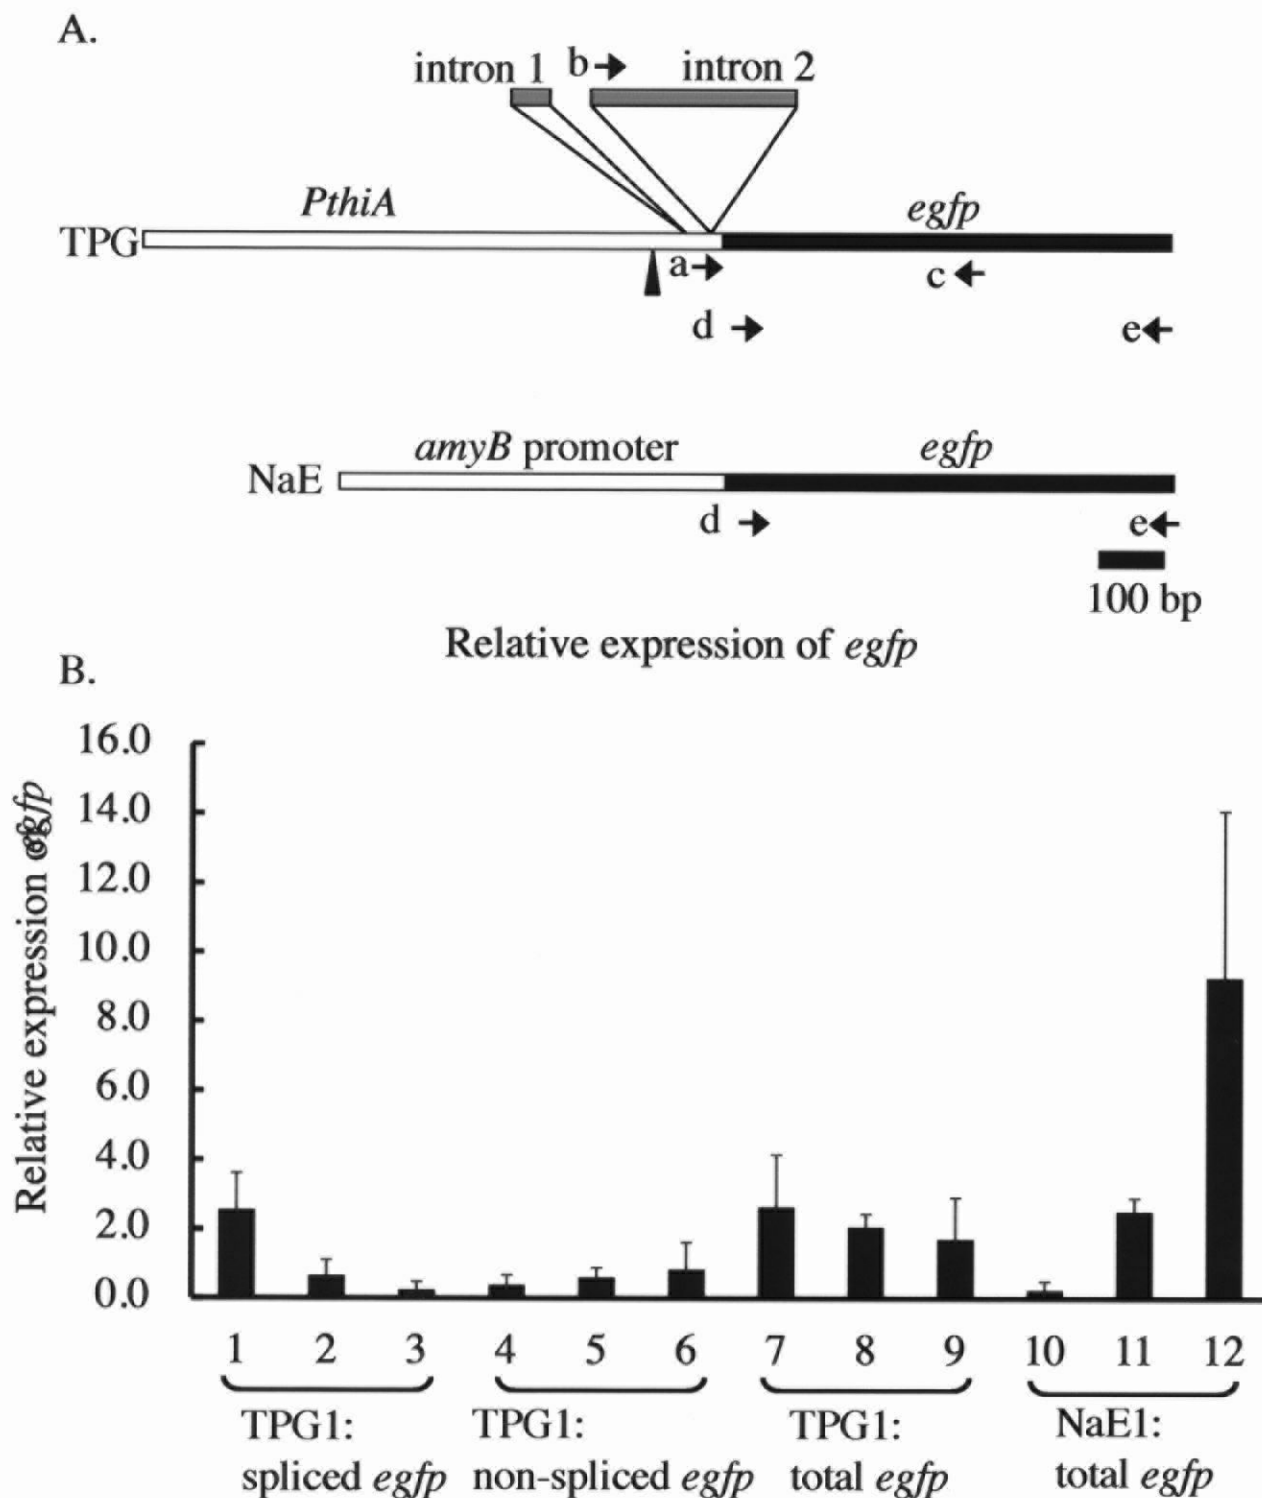 A.
intron 1 b intron 2
PthiA egfp
TPG
a c
d e
amyB promoter egfp
NaE
d e
100 bp
Relative expression of egfp
B.
Relative expression of egfp
16.0
14.0
12.0
10.0
8.0
6.0
4.0
2.0
0.0
1 2 3 4 5 6 7 8 9 10 11 12
TPG1: TPG1: TPG1: NaE1:
spliced egfp non-spliced egfp total egfp total egfp